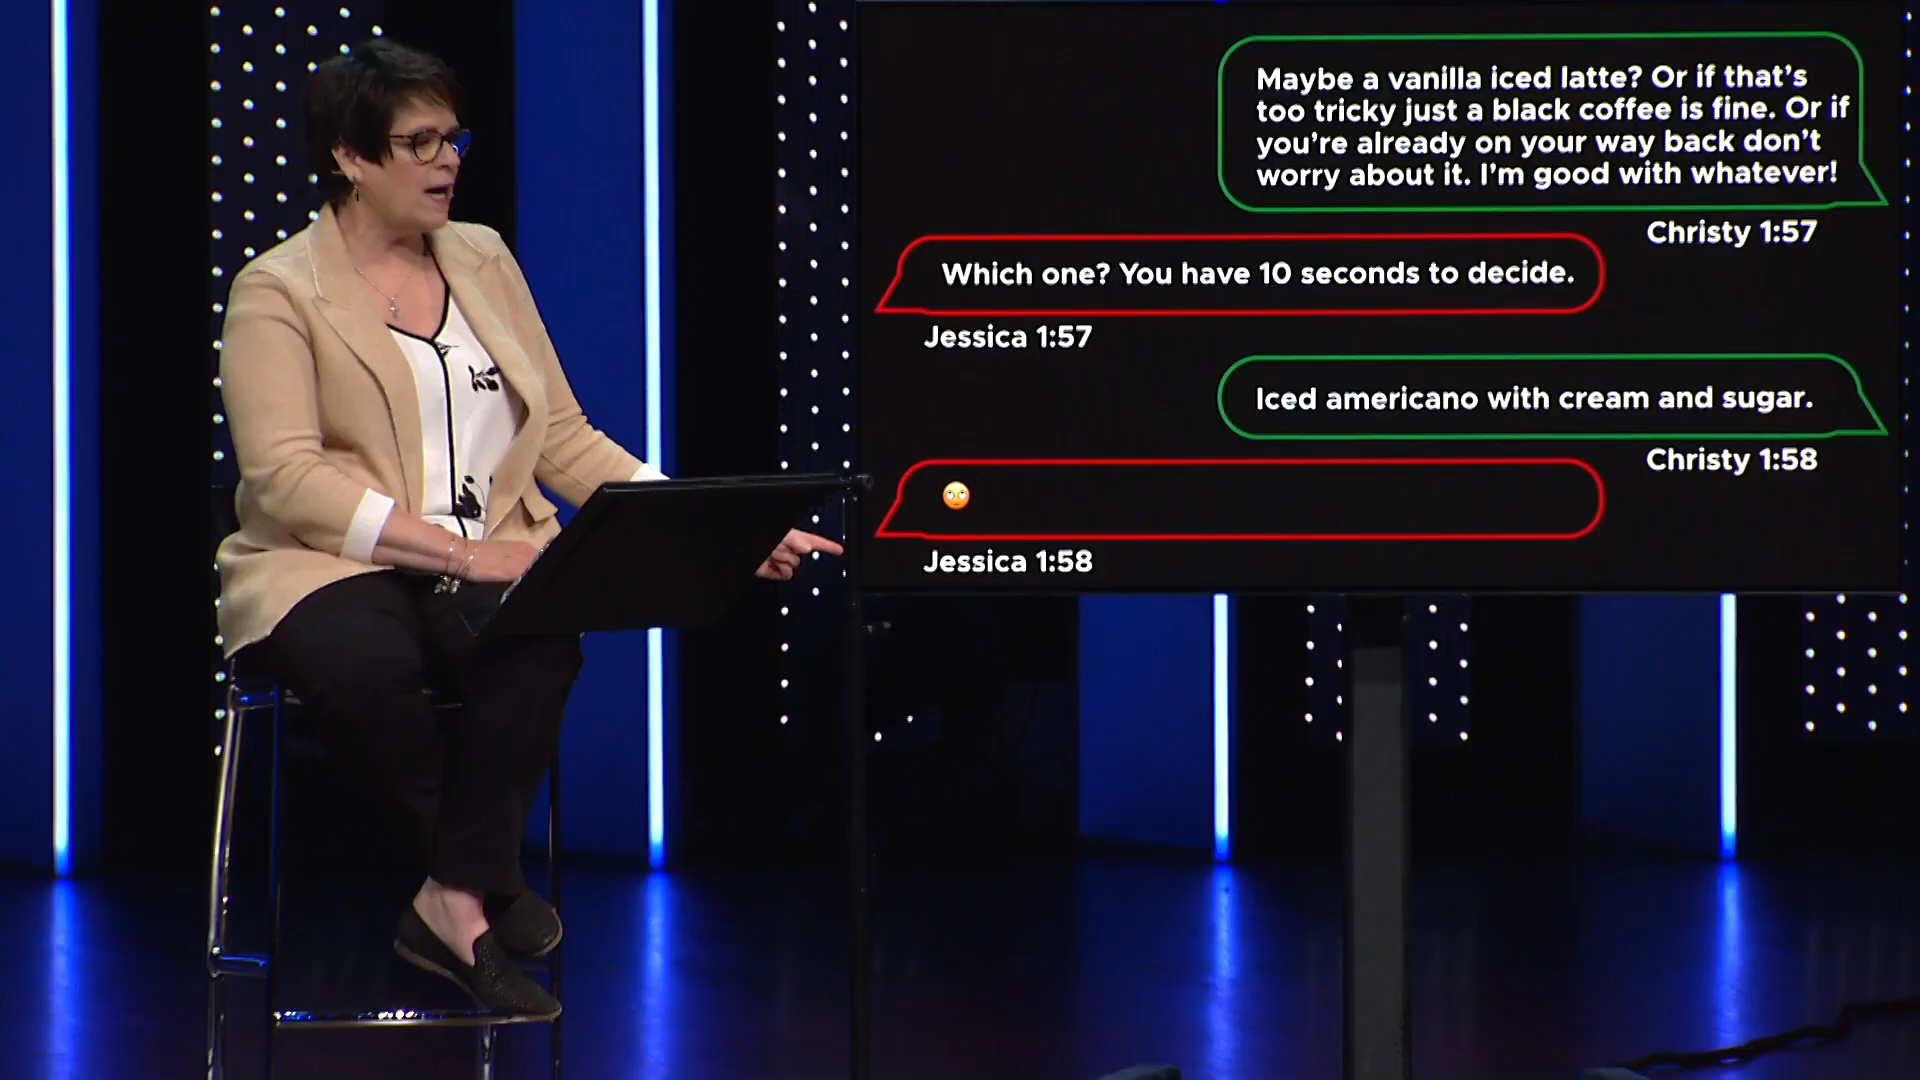 Maybe a vanilla iced latte? Or if that's
too tricky just a black coffee is fine. Or if
you're already on your way back don't
worry about it. I'm good with whatever!
Christy 1:57
Which one? You have 10 seconds to decide.
Jessica 1:57
Iced americano with cream and sugar.
Christy 1:58
🙄
Jessica 1:58